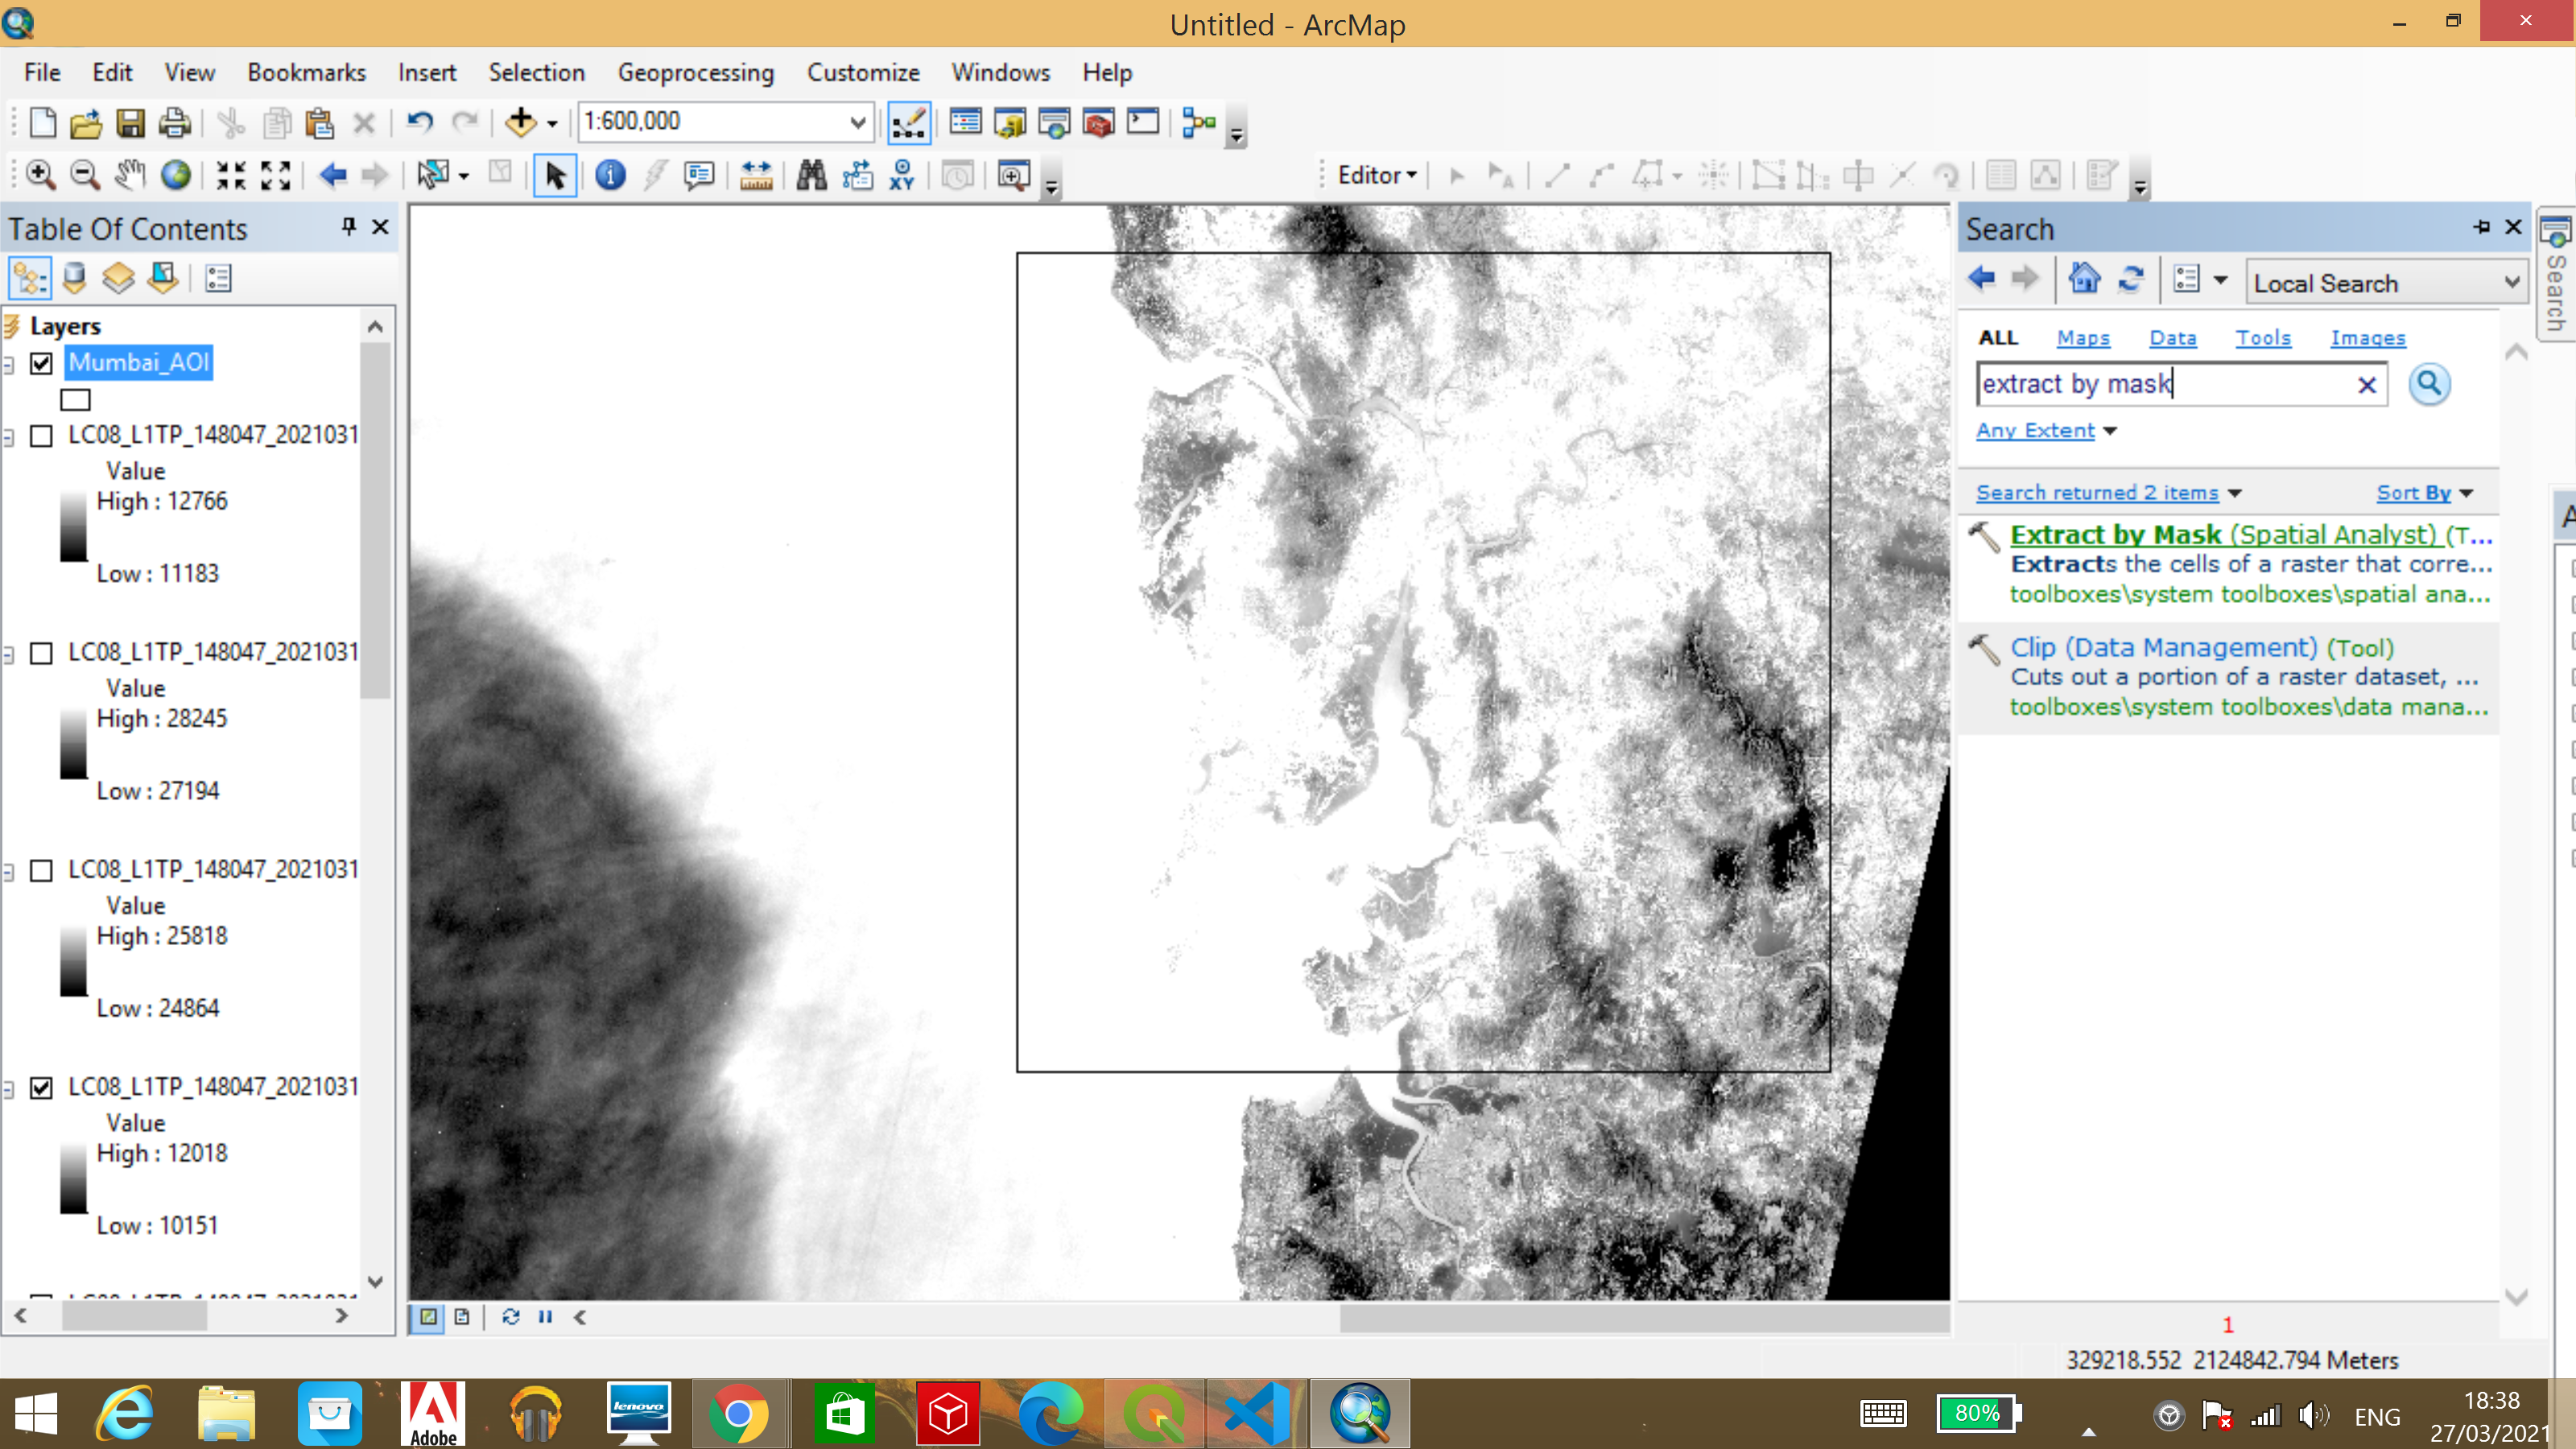 Untitled - ArcMap
File Edit View Bookmarks Insert Selection Geoprocessing Customize Windows Help
1:600,000
XY
Editor
Table Of Contents
Layers
Mumbai_AOI
LC08_L1TP_148047_2021031
Value
High : 12766
Low : 11183
LC08_L1TP_148047_2021031
Value
High : 28245
Low : 27194
LC08_L1TP_148047_2021031
Value
High : 25818
Low : 24864
LC08_L1TP_148047_2021031
Value
High : 12018
Low : 10151
Search
Local Search
ALL Maps Data Tools Images
extract by mask
Any Extent
Search returned 2 items Sort By
Extract by Mask (Spatial Analyst) (T...
Extracts the cells of a raster that corre...
toolboxes\system toolboxes\spatial ana...
Clip (Data Management) (Tool)
Cuts out a portion of a raster dataset, ...
toolboxes\system toolboxes\data mana...
1
Search
329218.552 2124842.794 Meters
Adobe
lenovo
80%
ENG
18:38
27/03/2021